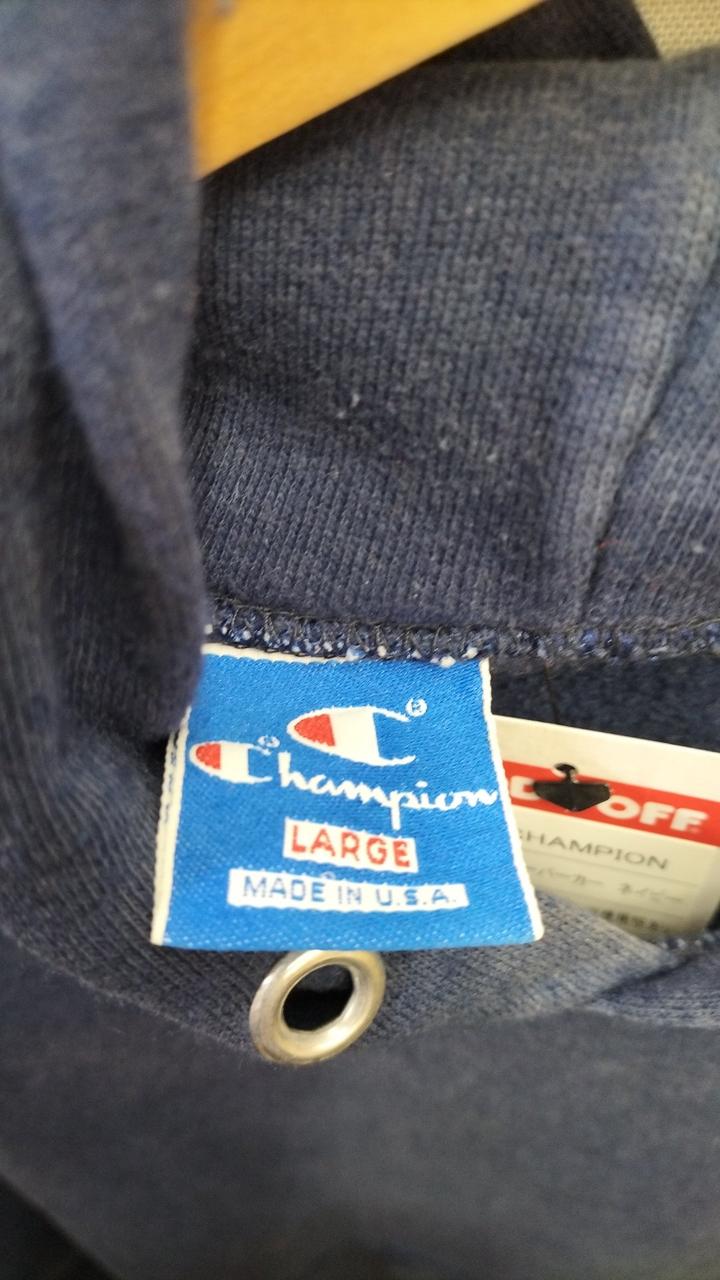 Champion
LARGE
MADE IN U.S.A.
OFF
CHAMPION
パーカー ネイビー